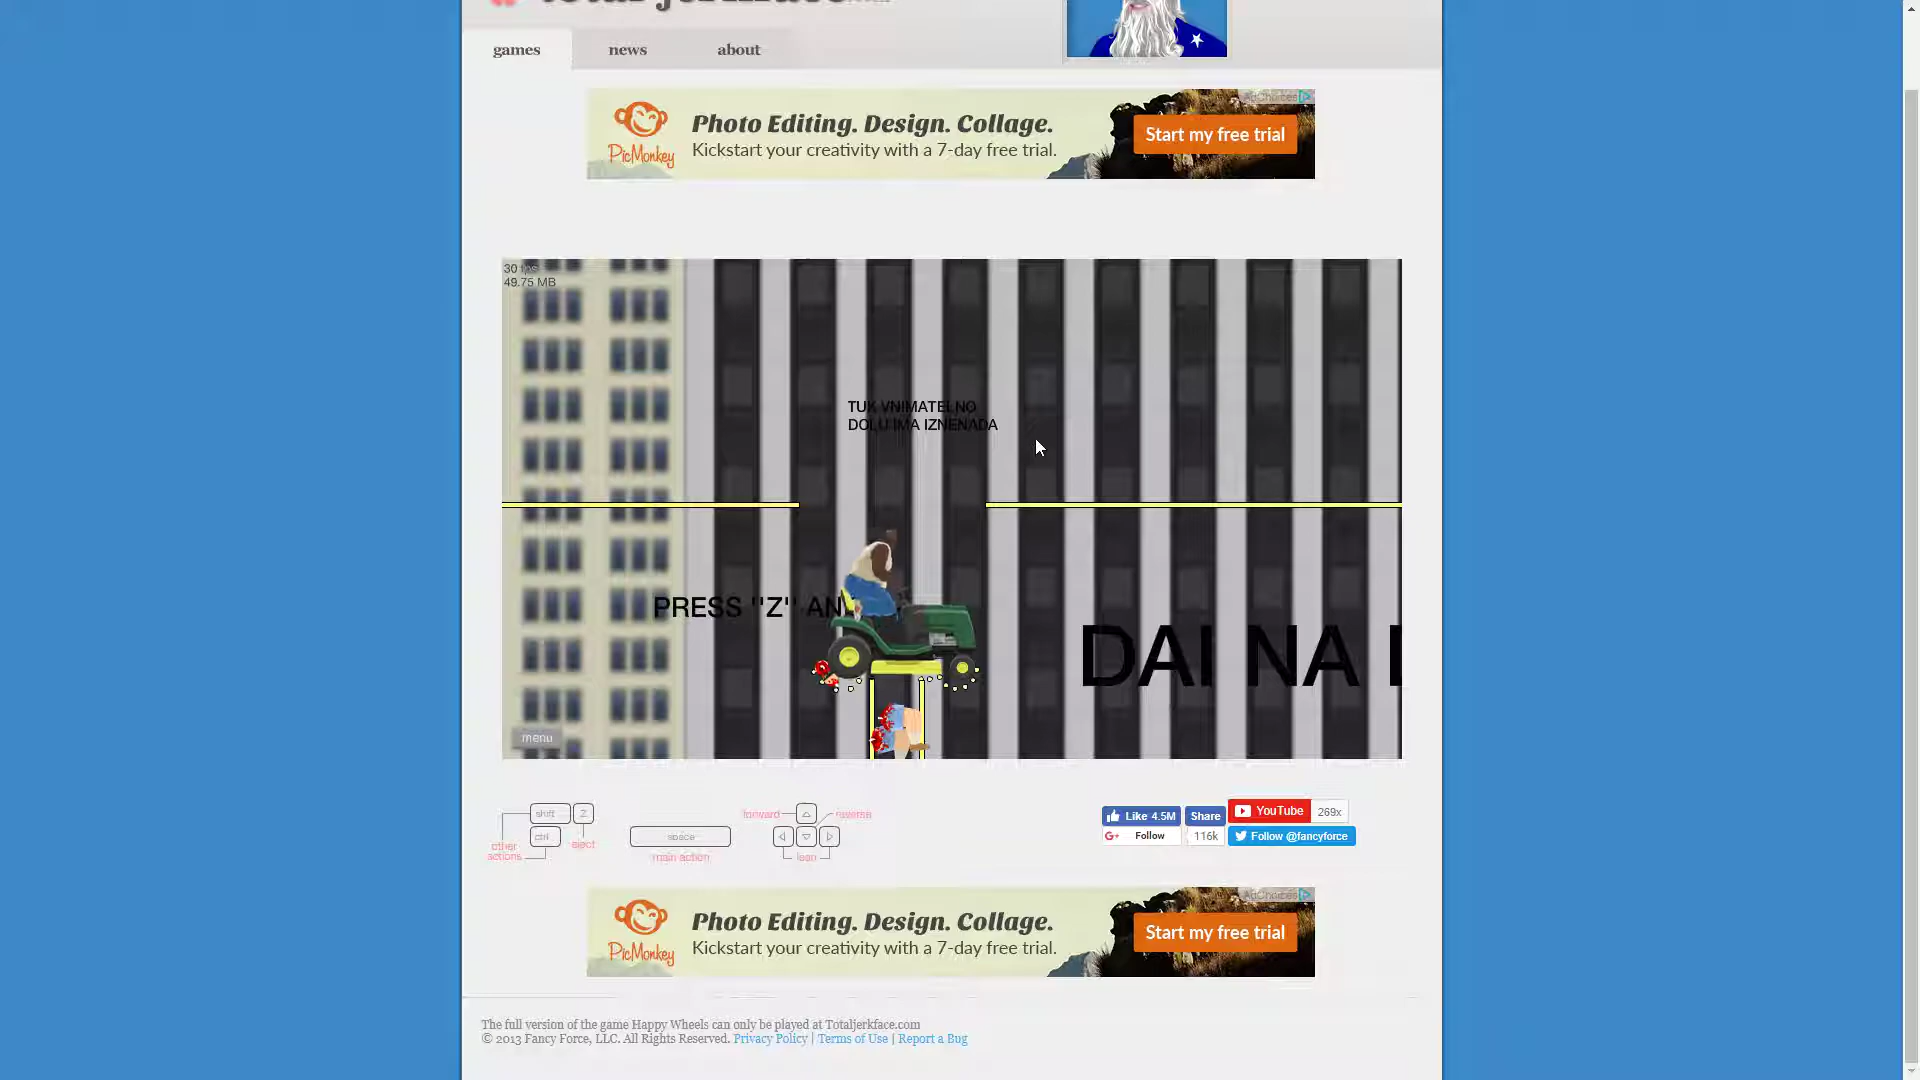 games
news
about
AdChoices
Photo Editing. Design. Collage.
Kickstart your creativity with a 7-day free trial.
PicMonkey
Start my free trial
30 fps
49.75 MB
TUK VNIMATELNO
DOLU IMA IZNENADA
PRESS ''Z'' AN
DAI NA
menu
shift
Z
ctrl
other
actions
eject
space
main action
forward
reverse
lean
Like 4.5M
Share
YouTube
269x
Follow
116k
Follow @fancyforce
AdChoices
Photo Editing. Design. Collage.
Kickstart your creativity with a 7-day free trial.
PicMonkey
Start my free trial
The full version of the game Happy Wheels can only be played at Totaljerkface.com
© 2013 Fancy Force, LLC. All Rights Reserved. Privacy Policy | Terms of Use | Report a Bug